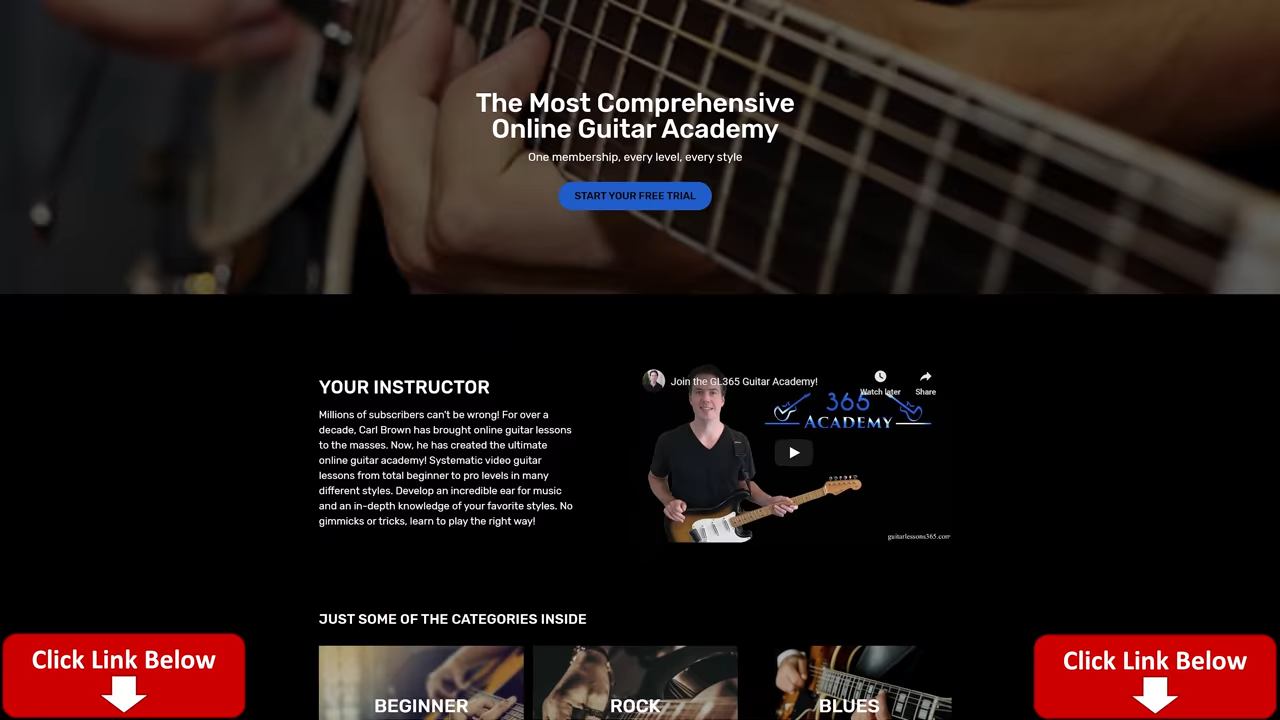 The Most Comprehensive
Online Guitar Academy
One membership, every level, every style
START YOUR FREE TRIAL
YOUR INSTRUCTOR
Millions of subscribers can't be wrong! For over a
decade, Carl Brown has brought online guitar lessons
to the masses. Now, he has created the ultimate
online guitar academy! Systematic video guitar
lessons from total beginner to pro levels in many
different styles. Develop an incredible ear for music
and an in-depth knowledge of your favorite styles. No
gimmicks or tricks, learn to play the right way!
Join the GL365 Guitar Academy!
Watch later
Share
365
ACADEMY
guitarlessons365.com
JUST SOME OF THE CATEGORIES INSIDE
Click Link Below
BEGINNER
ROCK
BLUES
Click Link Below